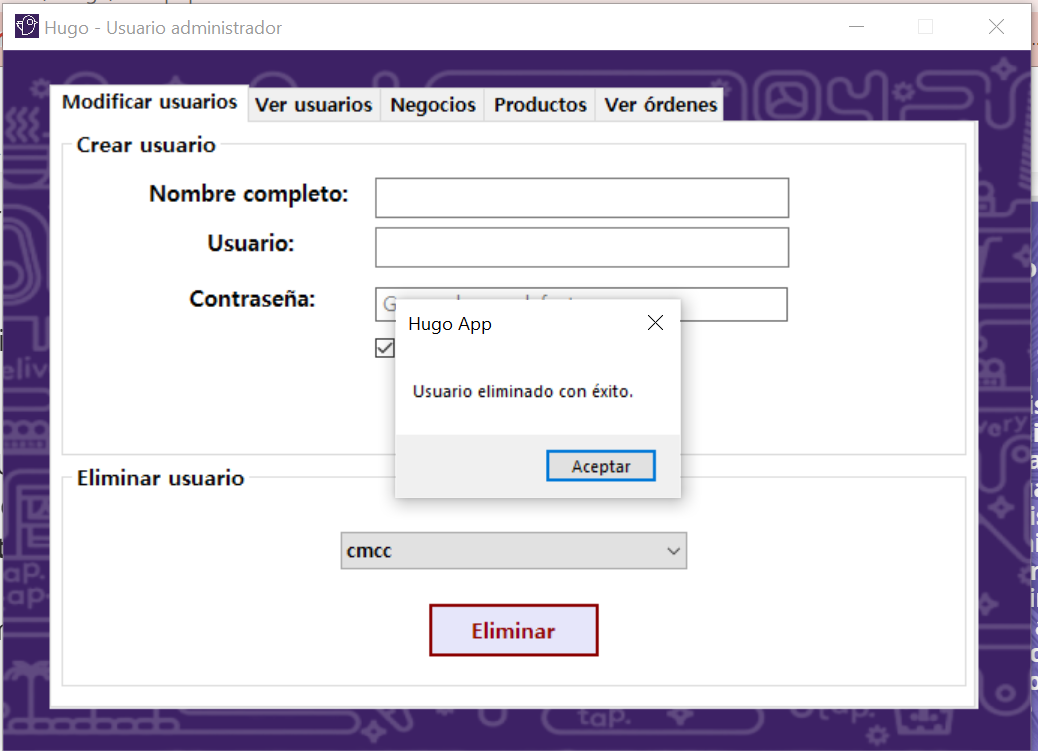 Hugo - Usuario administrador
Modificar usuarios
Ver usuarios
Negocios
Productos
Ver órdenes
Crear usuario
Nombre completo:
Usuario:
Contraseña:
Hugo App
Usuario eliminado con éxito.
Aceptar
Eliminar usuario
cmcc
Eliminar
tap.